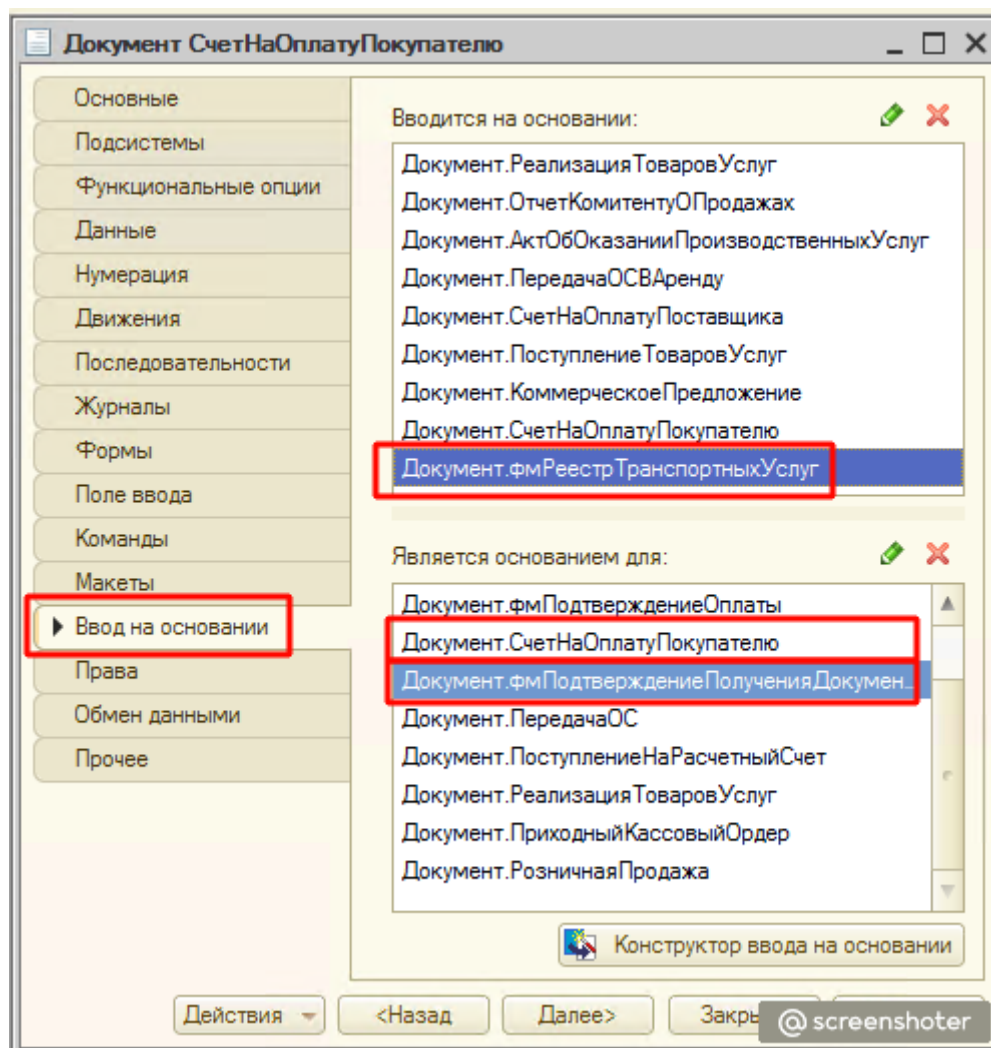 Документ СчетНаОплатуПокупателю
Основные
Подсистемы
Функциональные опции
Данные
Нумерация
Движения
Последовательности
Журналы
Формы
Поле ввода
Команды
Макеты
Ввод на основании
Права
Обмен данными
Прочее
Вводится на основании:
Документ.РеализацияТоваровУслуг
Документ.ОтчетКомитентуОПродажах
Документ.АктОбОказанииПроизводственныхУслуг
Документ.ПередачаОСВАренду
Документ.СчетНаОплатуПоставщика
Документ.ПоступлениеТоваровУслуг
Документ.КоммерческоеПредложение
Документ.СчетНаОплатуПокупателю
Документ.фмРеестрТранспортныхУслуг
Является основанием для:
Документ.фмПодтверждениеОплаты
Документ.СчетНаОплатуПокупателю
Документ.фмПодтверждениеПолученияДокумен...
Документ.ПередачаОС
Документ.ПоступлениеНаРасчетныйСчет
Документ.РеализацияТоваровУслуг
Документ.ПриходныйКассовыйОрдер
Документ.РозничнаяПродажа
Конструктор ввода на основании
Действия
<Назад
Далее>
Закры
screenshoter